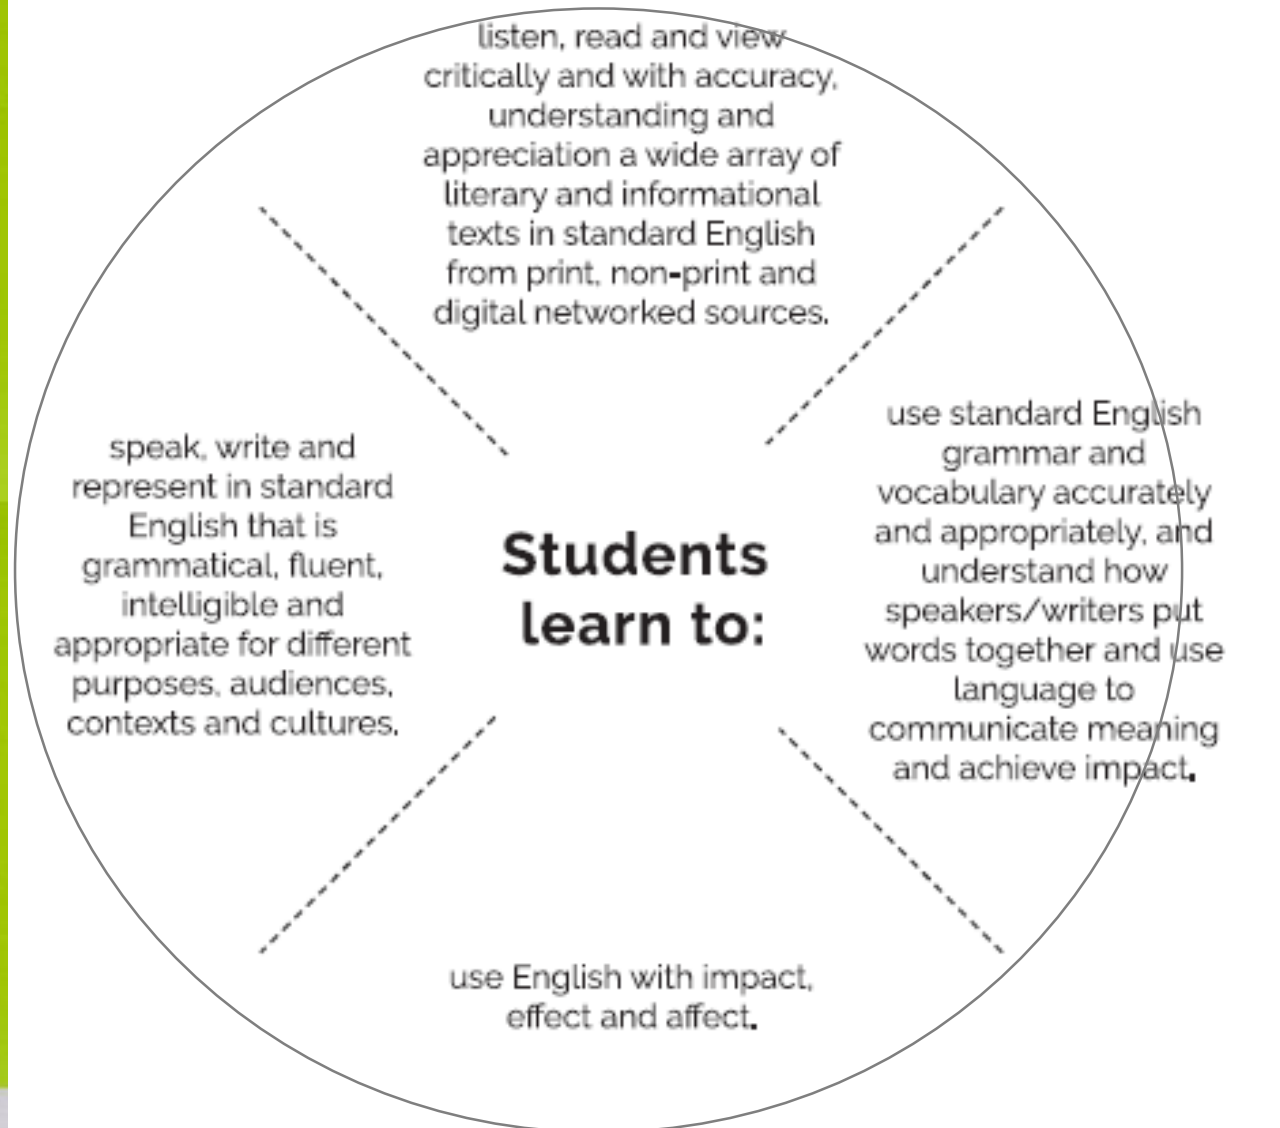 listen, read and view
critically and with accuracy,
understanding and
appreciation a wide array of
literary and informational
texts in standard English
from print, non-print and
digital networked sources.
speak, write and
represent in standard
English that is
grammatical, fluent,
intelligible and
appropriate for different
purposes, audiences,
contexts and cultures.
Students
learn to:
use standard English
grammar and
vocabulary accurately
and appropriately, and
understand how
speakers/writers put
words together and use
language to
communicate meaning
and achieve impact.
use English with impact,
effect and affect.